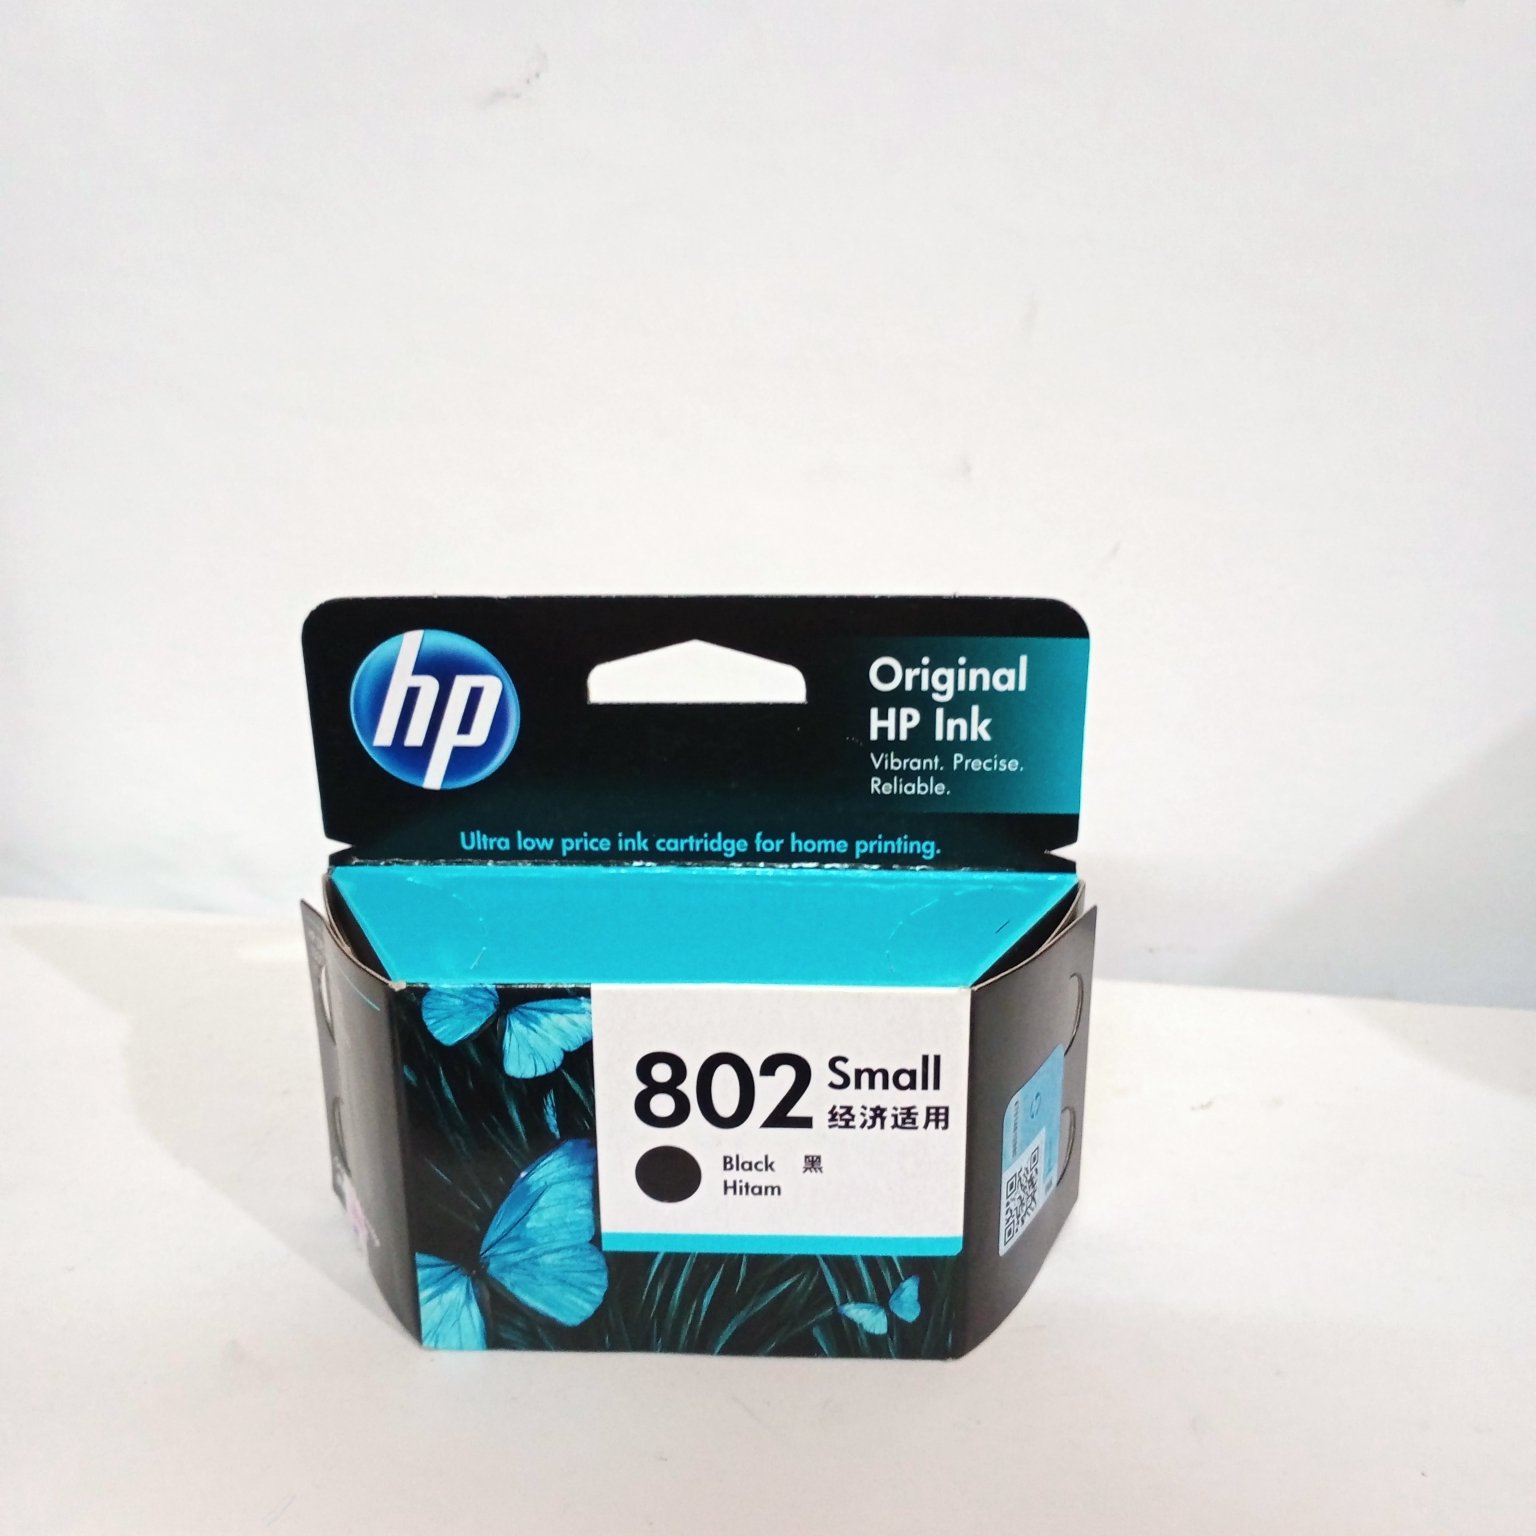 hp
Original
HP Ink
Vibrant. Precise.
Reliable.
Ultra low price ink cartridge for home printing.
802 Small
经济适用
Black 黑
Hitam